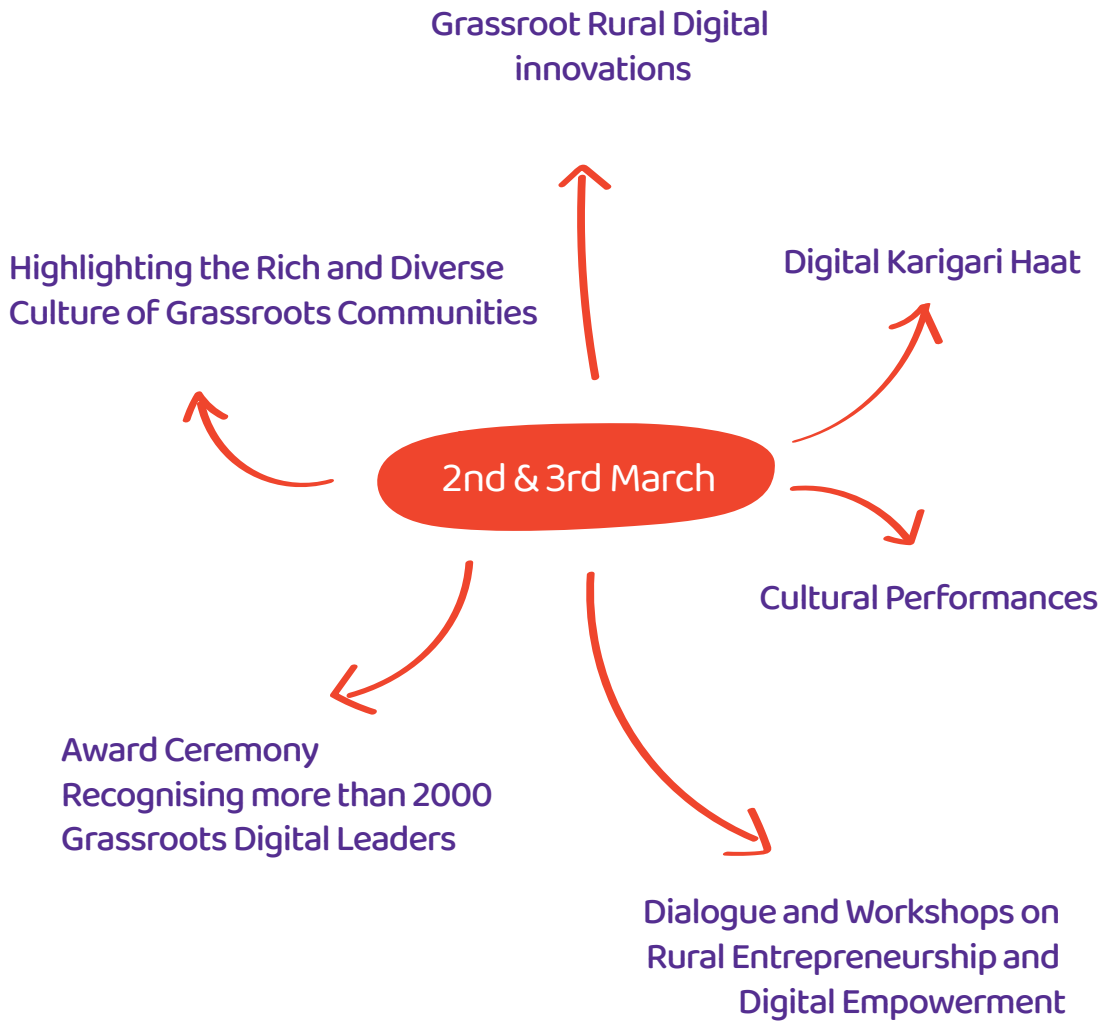 Grassroot Rural Digital
innovations
Highlighting the Rich and Diverse
Culture of Grassroots Communities
Digital Karigari Haat
2nd & 3rd March
Cultural Performances
Award Ceremony
Recognising more than 2000
Grassroots Digital Leaders
Dialogue and Workshops on
Rural Entrepreneurship and
Digital Empowerment